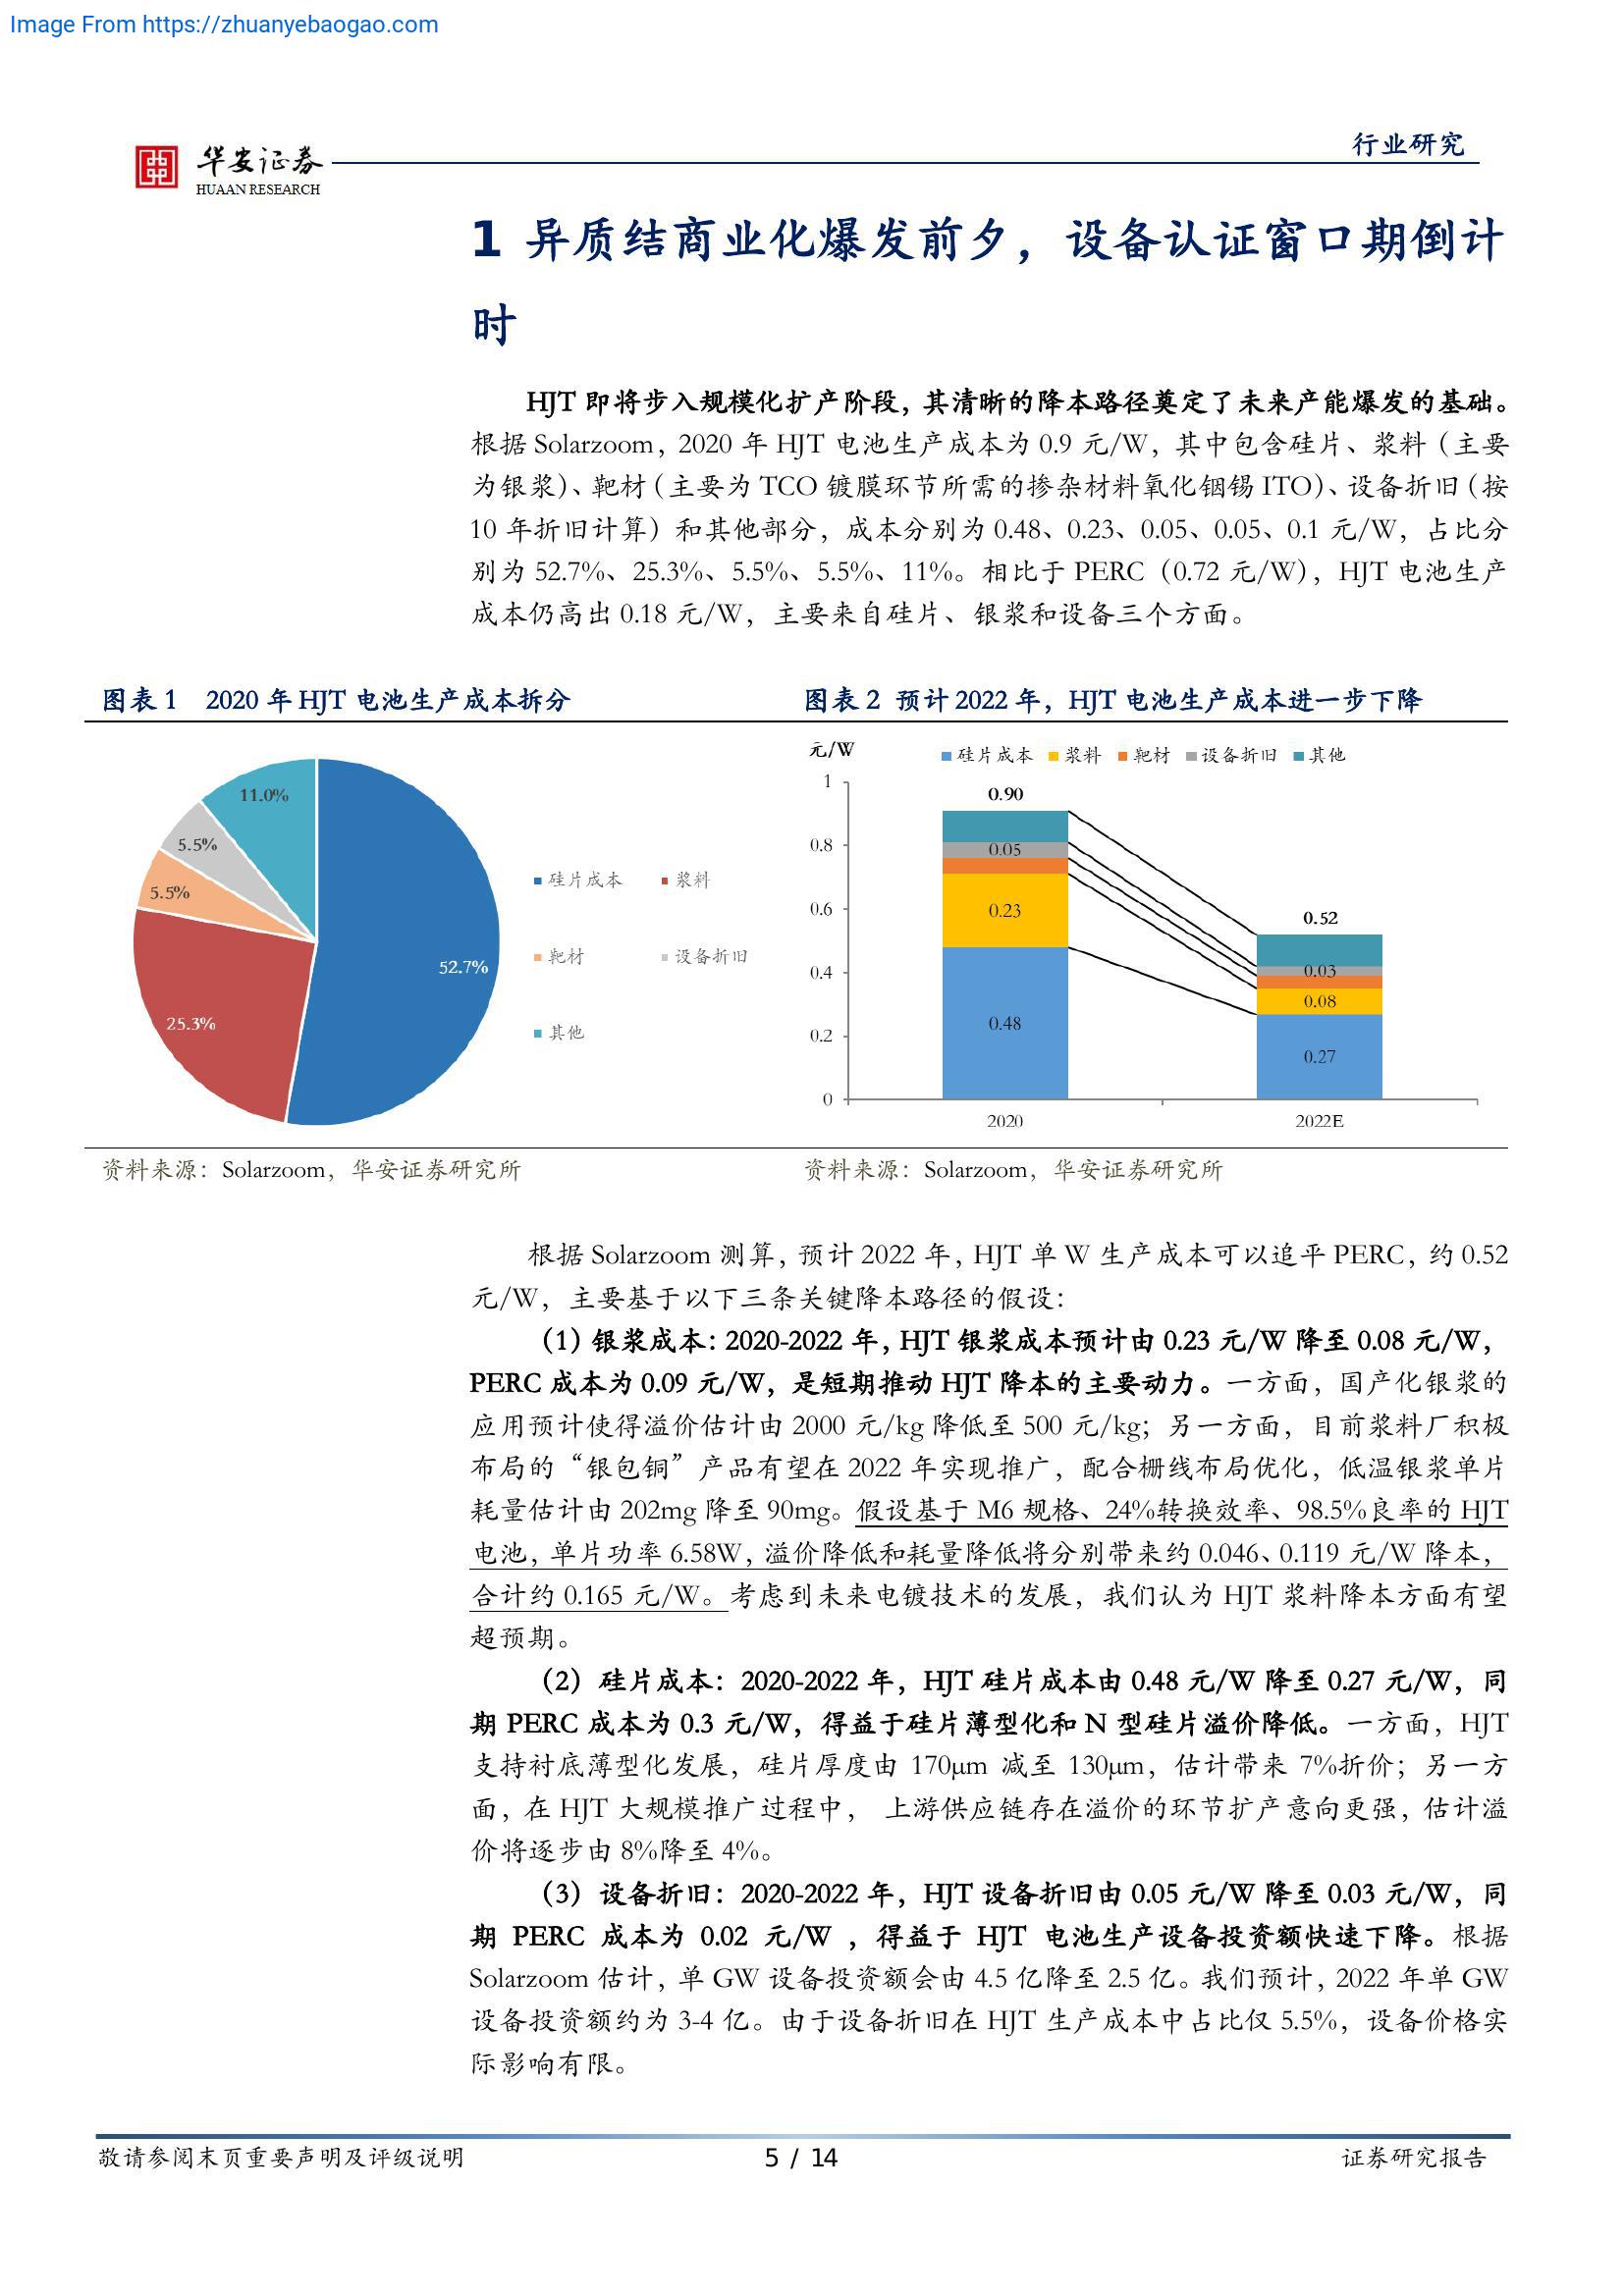 Image From https://zhuanyebaogao.com
华安证券
HUAAN RESEARCH
行业研究
1 异质结商业化爆发前夕，设备认证窗口期倒计
时
HJT 即将步入规模化扩产阶段，其清晰的降本路径奠定了未来产能爆发的基础。
根据 Solarzoom，2020 年 HJT 电池生产成本为 0.9 元/W，其中包含硅片、浆料（主要
为银浆）、靶材（主要为 TCO 镀膜环节所需的掺杂材料氧化铟锡 ITO）、设备折旧（按
10 年折旧计算）和其他部分，成本分别为 0.48、0.23、0.05、0.05、0.1 元/W，占比分
别为 52.7%、25.3%、5.5%、5.5%、11%。相比于 PERC（0.72 元/W），HJT 电池生产
成本仍高出 0.18 元/W，主要来自硅片、银浆和设备三个方面。
图表 1 2020 年 HJT 电池生产成本拆分
11.0%
5.5%
5.5%
52.7%
25.3%
硅片成本 浆料
靶材 设备折旧
其他
资料来源：Solarzoom，华安证券研究所
图表 2 预计 2022 年，HJT 电池生产成本进一步下降
元/W
硅片成本 浆料 靶材 设备折旧 其他
1
0.8
0.6
0.4
0.2
0
0.90
0.05
0.23
0.48
0.52
0.03
0.08
0.27
2020 2022E
资料来源：Solarzoom，华安证券研究所
根据 Solarzoom 测算，预计 2022 年，HJT 单 W 生产成本可以追平 PERC，约 0.52
元/W，主要基于以下三条关键降本路径的假设：
（1）银浆成本：2020-2022 年，HJT 银浆成本预计由 0.23 元/W 降至 0.08 元/W，
PERC 成本为 0.09 元/W，是短期推动 HJT 降本的主要动力。一方面，国产化银浆的
应用预计使得溢价估计由 2000 元/kg 降低至 500 元/kg；另一方面，目前浆料厂积极
布局的“银包铜”产品有望在 2022 年实现推广，配合栅线布局优化，低温银浆单片
耗量估计由 202mg 降至 90mg。假设基于 M6 规格、24%转换效率、98.5%良率的 HJT
电池，单片功率 6.58W，溢价降低和耗量降低将分别带来约 0.046、0.119 元/W 降本，
合计约 0.165 元/W。考虑到未来电镀技术的发展，我们认为 HJT 浆料降本方面有望
超预期。
（2）硅片成本：2020-2022 年，HJT 硅片成本由 0.48 元/W 降至 0.27 元/W，同
期 PERC 成本为 0.3 元/W，得益于硅片薄型化和 N 型硅片溢价降低。一方面，HJT
支持衬底薄型化发展，硅片厚度由 170μm 减至 130μm，估计带来 7%折价；另一方
面，在 HJT 大规模推广过程中， 上游供应链存在溢价的环节扩产意向更强，估计溢
价将逐步由 8%降至 4%。
（3）设备折旧：2020-2022 年，HJT 设备折旧由 0.05 元/W 降至 0.03 元/W，同
期 PERC 成本为 0.02 元/W ，得益于 HJT 电池生产设备投资额快速下降。根据
Solarzoom 估计，单 GW 设备投资额会由 4.5 亿降至 2.5 亿。我们预计，2022 年单 GW
设备投资额约为 3-4 亿。由于设备折旧在 HJT 生产成本中占比仅 5.5%，设备价格实
际影响有限。
敬请参阅末页重要声明及评级说明
5 / 14
证券研究报告